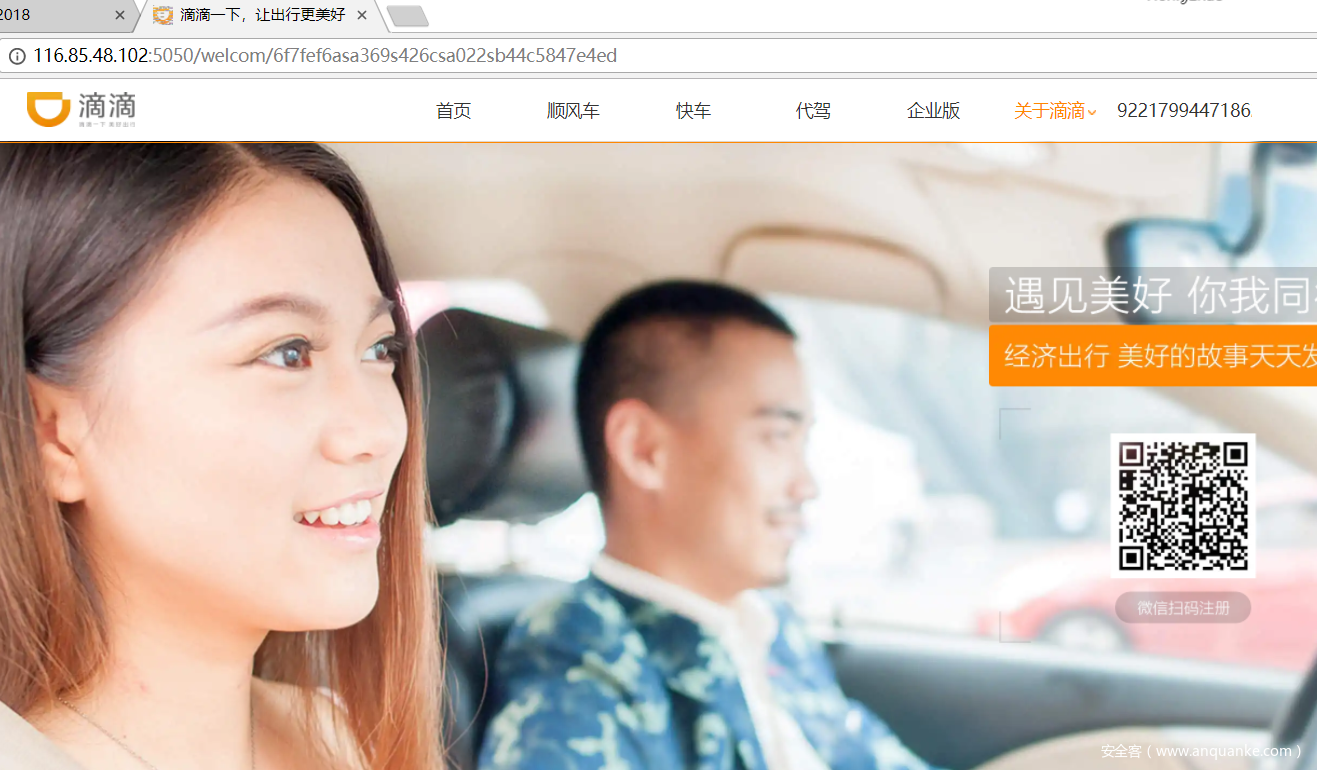 2018
滴滴一下，让出行更美好
116.85.48.102:5050/welcom/6f7fef6asa369s426csa022sb44c5847e4ed
滴滴
滴滴一下 美好出行
首页 顺风车 快车 代驾 企业版 关于滴滴 9221799447186
遇见美好 你我同
经济出行 美好的故事天天发
微信扫码注册
安全客（www.anquanke.com）